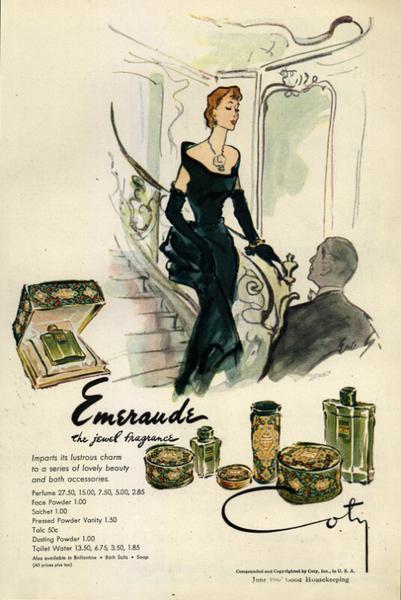 Emeraude
the jewel fragrance
Imparts its lustrous charm
to a series of lovely beauty
and bath accessories.
Perfume 27.50, 15.00, 7.50, 5.00, 2.85
Face Powder 1.00
Sachet 1.00
Pressed Powder Vanity 1.50
Talc 50c
Dusting Powder 1.00
Toilet Water 13.50, 6.75, 3.50, 1.85
Also available in Brilliantine • Bath Salts • Soap
(All prices plus tax)
Coty
Compounded and Copyrighted by Coty, Inc., in U. S. A.
June Good Housekeeping